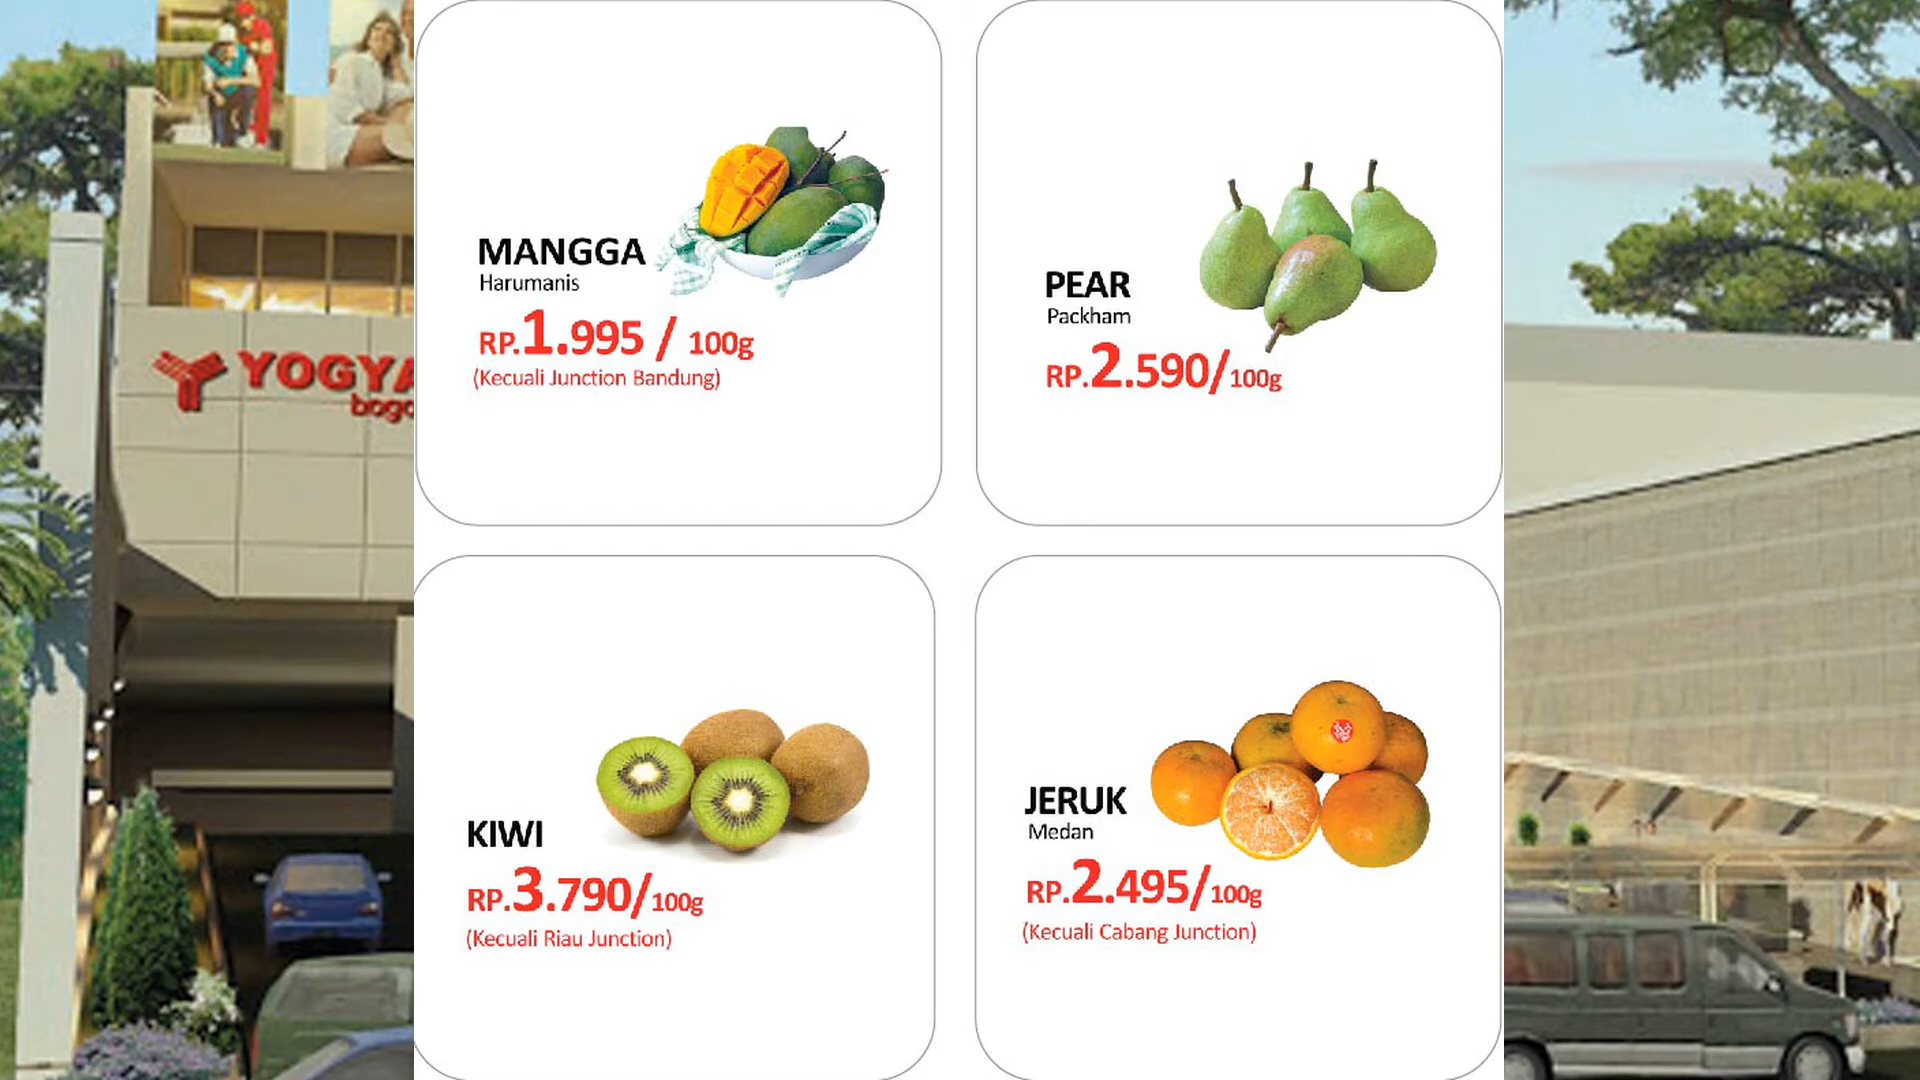 YOGYA
bogo
MANGGA
Harumanis
RP.1.995 / 100g
(Kecuali Junction Bandung)
PEAR
Packham
RP.2.590/100g
KIWI
RP.3.790/100g
(Kecuali Riau Junction)
JERUK
Medan
RP.2.495/100g
(Kecuali Cabang Junction)